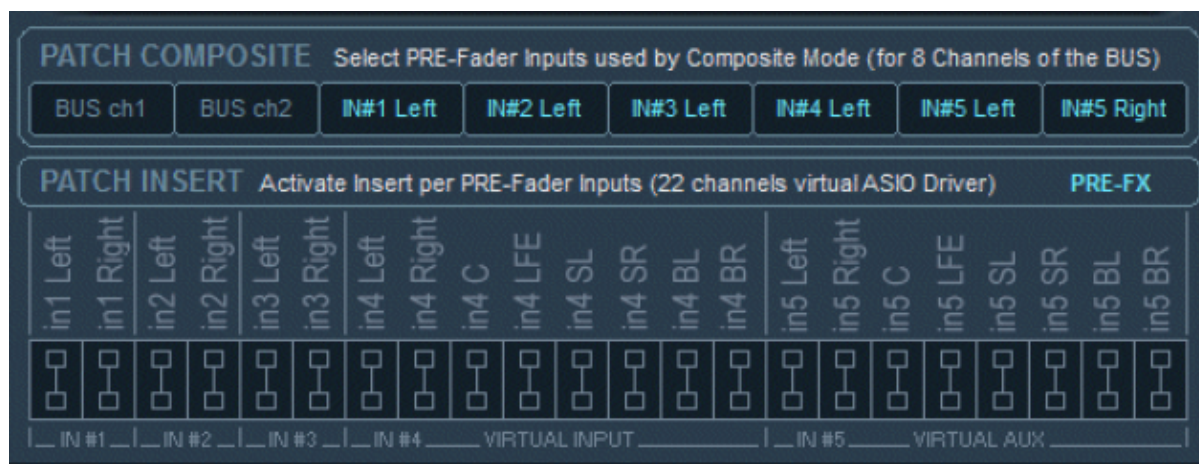 PATCH COMPOSITE Select PRE-Fader Inputs used by Composite Mode (for 8 Channels of the BUS)
BUS ch1 BUS ch2 IN#1 Left IN#2 Left IN#3 Left IN#4 Left IN#5 Left IN#5 Right
PATCH INSERT Activate Insert per PRE-Fader Inputs (22 channels virtual ASIO Driver) PRE-FX
in1 Left
in1 Right
in2 Left
in2 Right
in3 Left
in3 Right
in4 Left
in4 Right
in4 C
in4 LFE
in4 SL
in4 SR
in4 BL
in4 BR
in5 Left
in5 Right
in5 C
in5 LFE
in5 SL
in5 SR
in5 BL
in5 BR
IN #1 IN #2 IN #3 IN #4 VIRTUAL INPUT IN #5 VIRTUAL AUX